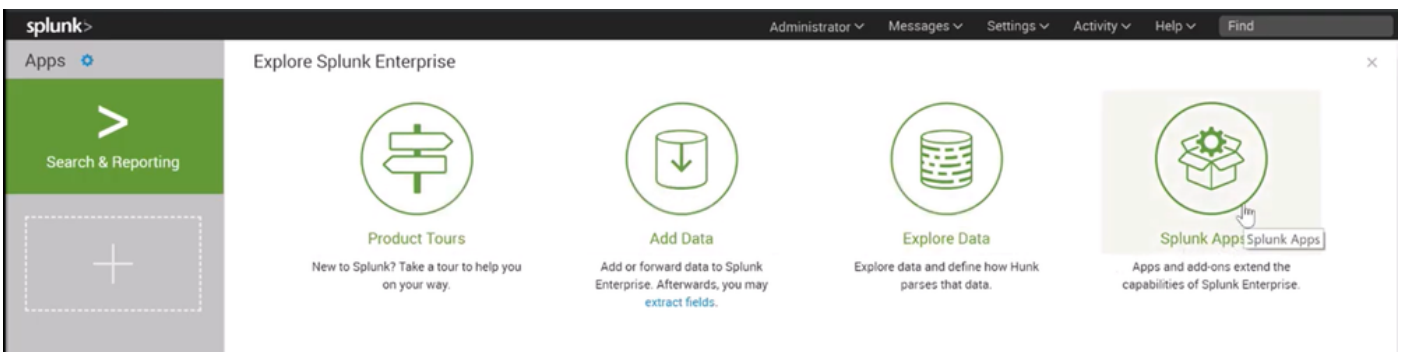 splunk>
Administrator Messages Settings Activity Help Find
Apps
Explore Splunk Enterprise
Search & Reporting
Product Tours
New to Splunk? Take a tour to help you
on your way.
Add Data
Add or forward data to Splunk
Enterprise. Afterwards, you may
extract fields.
Explore Data
Explore data and define how Hunk
parses that data.
Splunk Apps
Splunk Apps
Apps and add-ons extend the
capabilities of Splunk Enterprise.